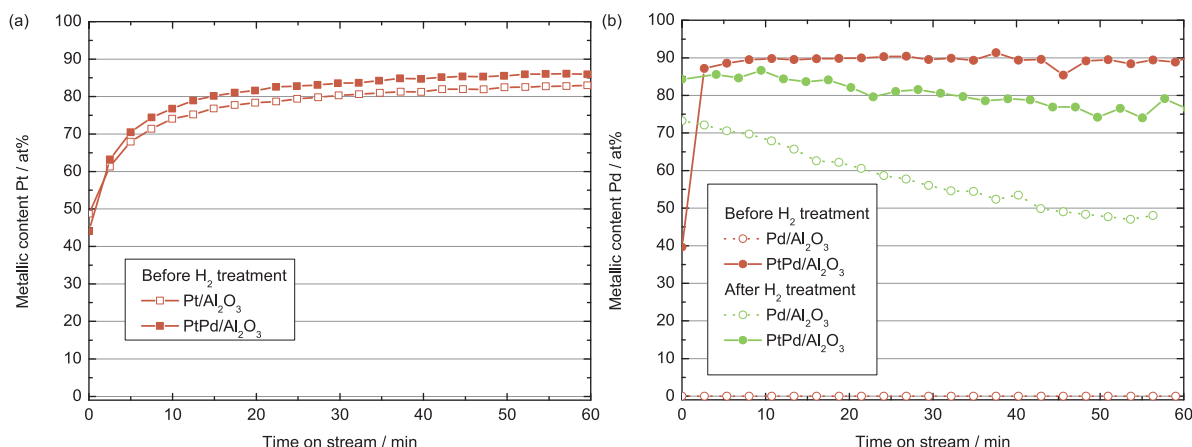 (a)
100
90
80
70
60
50
40
30
20
10
0
Metallic content Pt / at%
Before H₂ treatment
Pt/Al₂O₃
PtPd/Al₂O₃
0 10 20 30 40 50 60
Time on stream / min
(b)
100
90
80
70
60
50
40
30
20
10
0
Metallic content Pd / at%
Before H₂ treatment
Pd/Al₂O₃
PtPd/Al₂O₃
After H₂ treatment
Pd/Al₂O₃
PtPd/Al₂O₃
0 10 20 30 40 50 60
Time on stream / min